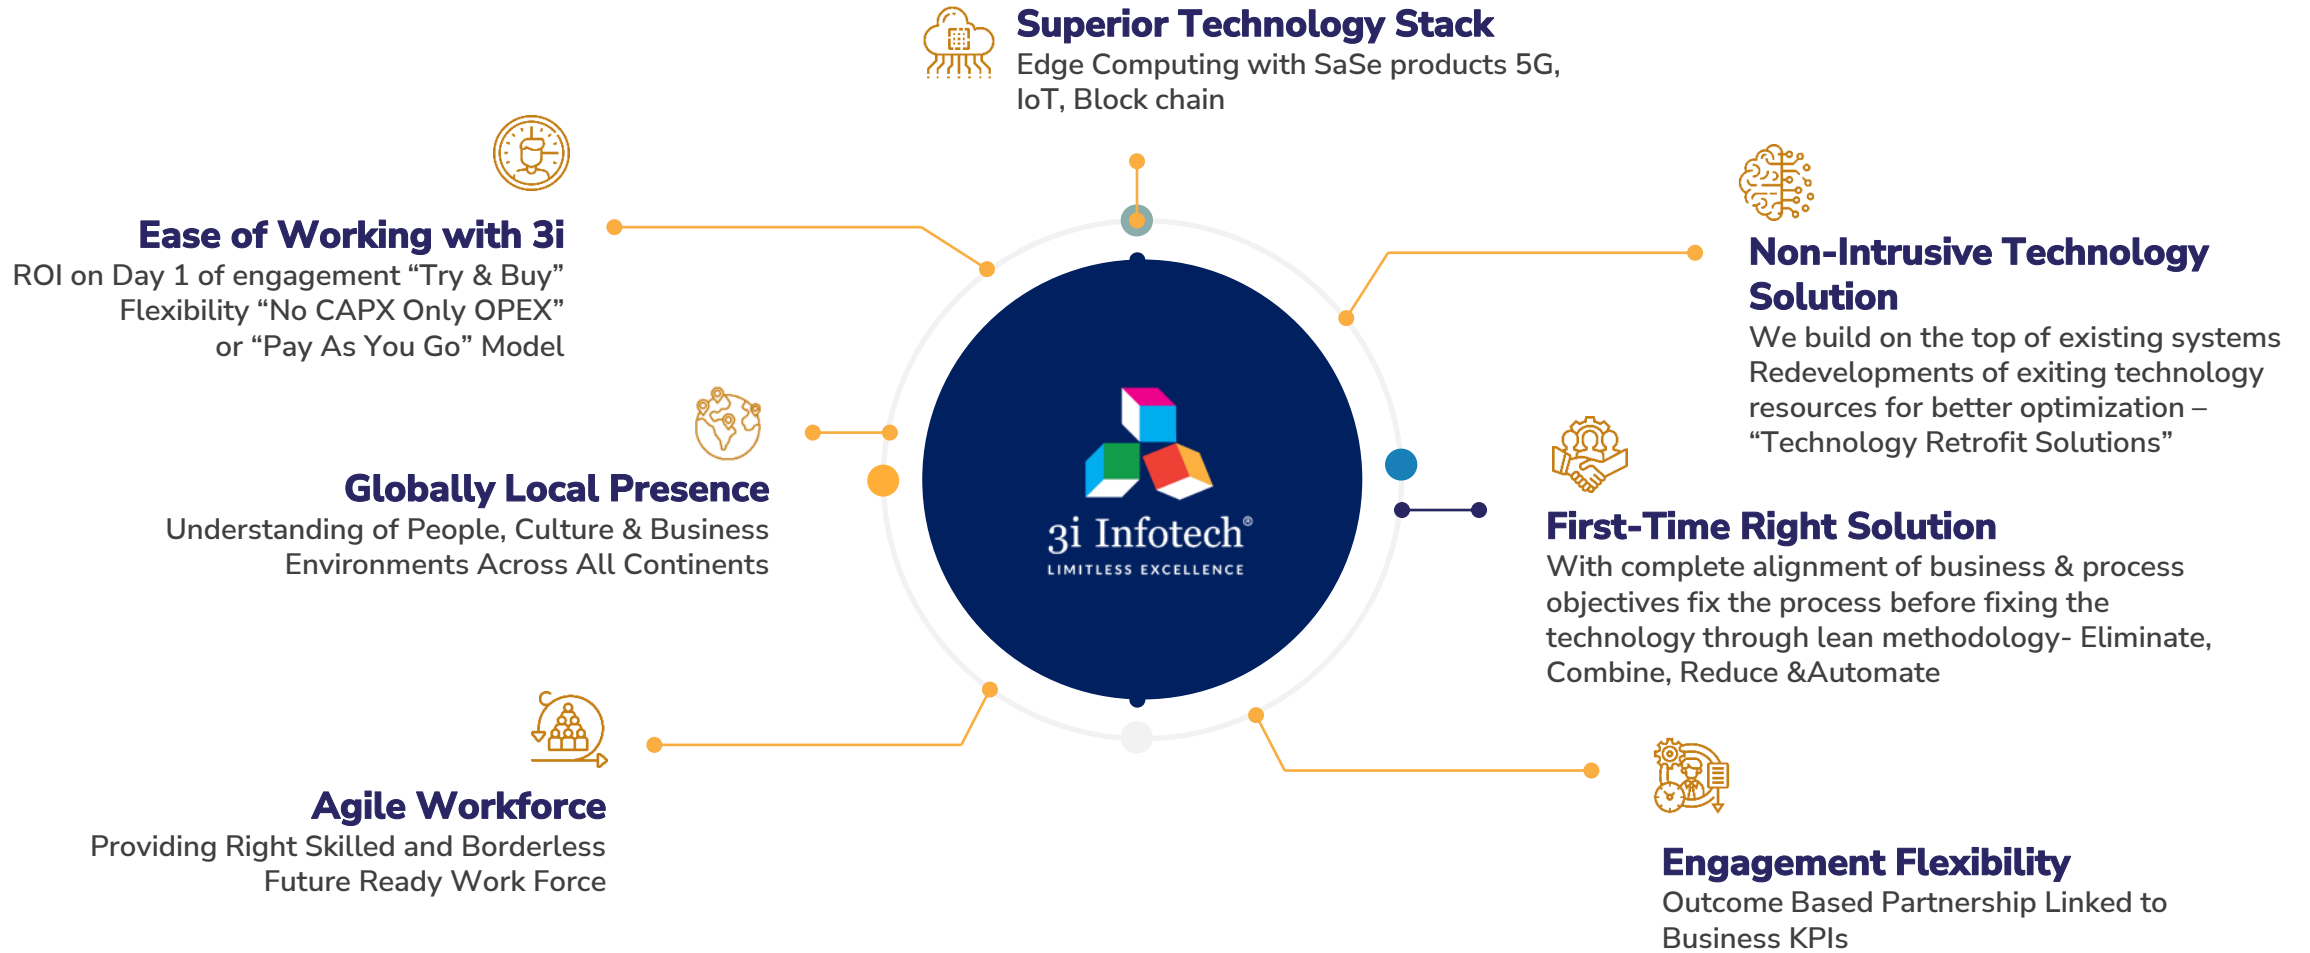 Superior Technology Stack
Edge Computing with SaSe products 5G,
IoT, Block chain
Ease of Working with 3i
ROI on Day 1 of engagement “Try & Buy”
Flexibility “No CAPX Only OPEX”
or “Pay As You Go” Model
Non-Intrusive Technology
Solution
We build on the top of existing systems
Redevelopments of exiting technology
resources for better optimization –
“Technology Retrofit Solutions”
Globally Local Presence
Understanding of People, Culture & Business
Environments Across All Continents
3i Infotech®
LIMITLESS EXCELLENCE
First-Time Right Solution
With complete alignment of business & process
objectives fix the process before fixing the
technology through lean methodology- Eliminate,
Combine, Reduce &Automate
Agile Workforce
Providing Right Skilled and Borderless
Future Ready Work Force
Engagement Flexibility
Outcome Based Partnership Linked to
Business KPIs